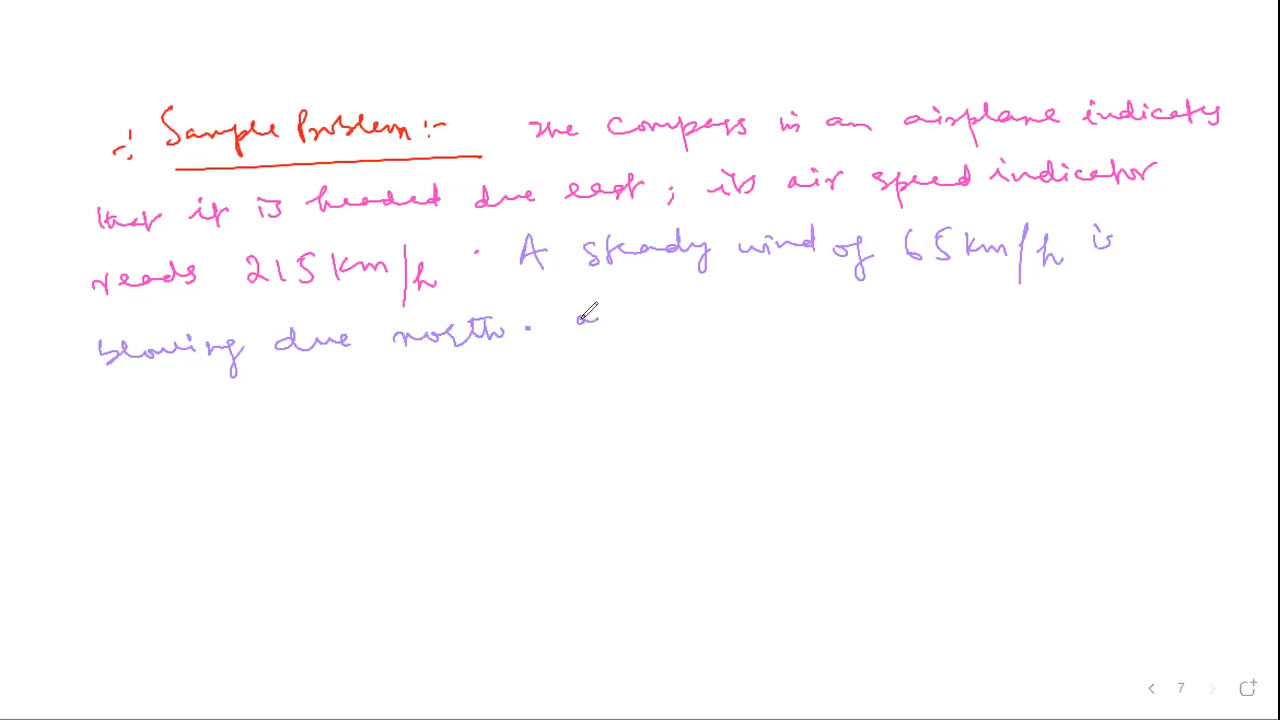 ∴ Sample Problem :- The compass in an airplane indicates
that it is headed due east ; its air speed indicator
reads 215 km/h . A steady wind of 65 km/h is
blowing due north . a
7